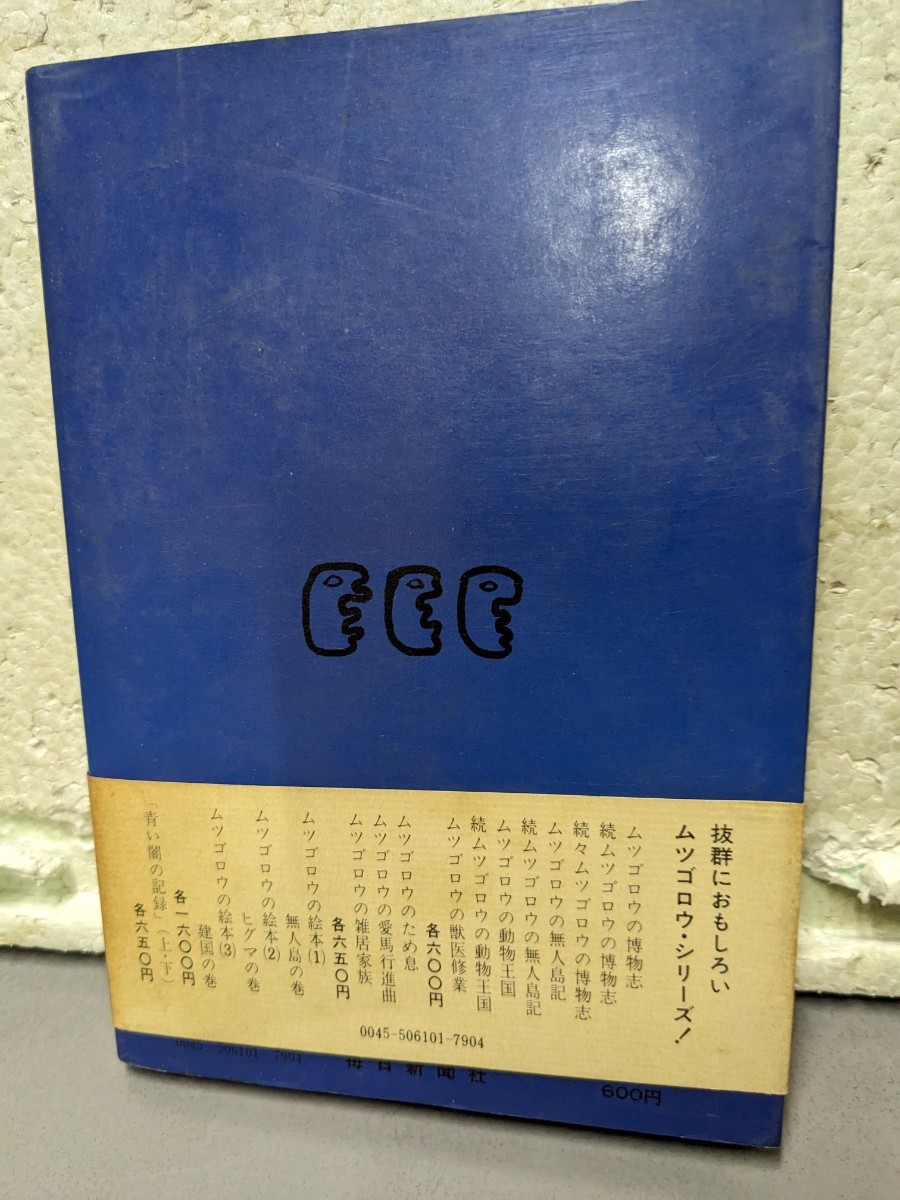 抜群におもしろい
ムツゴロウ・シリーズ!
ムツゴロウの博物志
続ムツゴロウの博物志
続々ムツゴロウの博物志
ムツゴロウの無人島記
続ムツゴロウの無人島記
ムツゴロウの動物王国
続ムツゴロウの動物王国
ムツゴロウの獣医修業
各六〇〇円
ムツゴロウのため息
ムツゴロウの愛馬行進曲
ムツゴロウの雑居家族
各六五〇円
ムツゴロウの絵本(1)
無人島の巻
ムツゴロウの絵本(2)
ヒグマの巻
ムツゴロウの絵本(3)
建国の巻
各一六〇〇円
「青い闇の記録」(上・下)
各六五〇円
0045-506101-7904
0045 506101 7904
毎日新聞社
600円